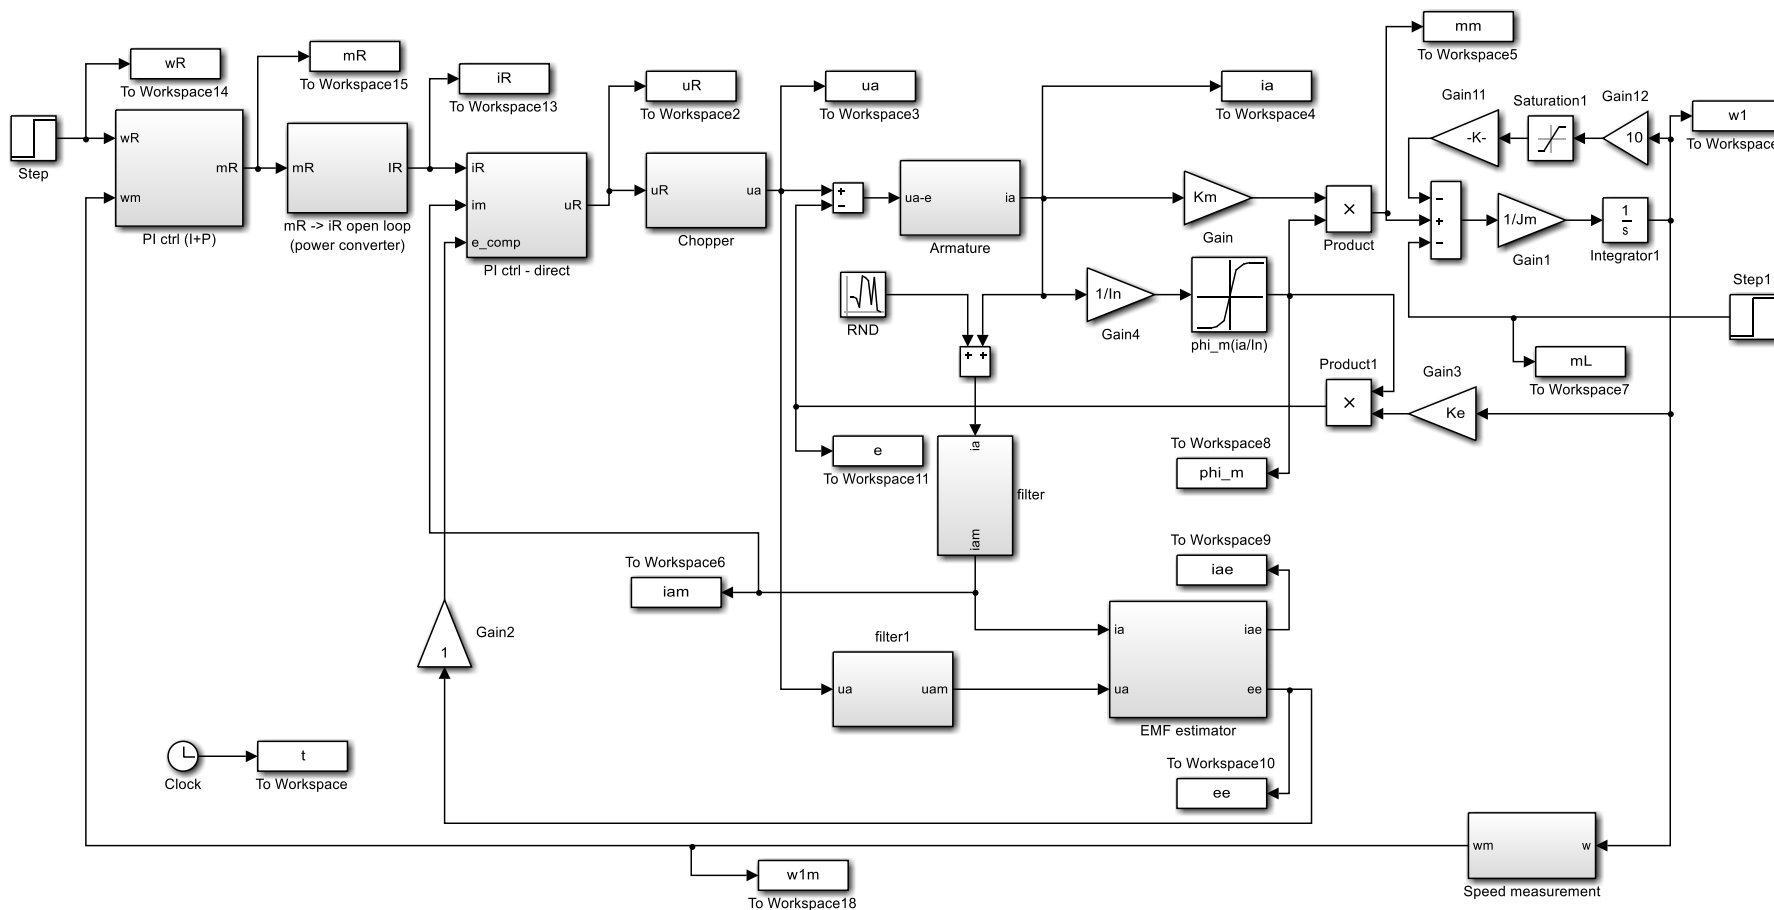 mm
To Workspace5
wR
To Workspace14
mR
To Workspace15
iR
To Workspace13
uR
To Workspace2
ua
To Workspace3
ia
To Workspace4
Gain11
-K-
Saturation1
Gain12
10
w1
To Workspace
Step
wR
wm
mR
PI ctrl (I+P)
mR
IR
mR -> iR open loop
(power converter)
iR
im
e_comp
uR
PI ctrl - direct
uR
ua
Chopper
+
−
ua-e
ia
Armature
Km
Gain
×
Product
−
+
−
1/Jm
Gain1
1
s
Integrator1
Step1
RND
1/In
Gain4
phi_m(ia/In)
+ +
mL
To Workspace7
Product1
×
Gain3
Ke
e
To Workspace11
ia
iam
filter
To Workspace8
phi_m
To Workspace6
iam
To Workspace9
iae
Gain2
1
filter1
ua
uam
ia
ua
iae
ee
EMF estimator
To Workspace10
ee
Clock
t
To Workspace
wm
w
Speed measurement
w1m
To Workspace18